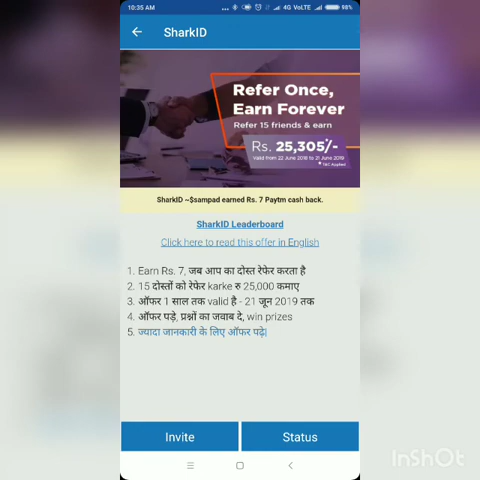 10:35 AM
... 4G VoLTE 98%
SharkID
Refer Once,
Earn Forever
Refer 15 friends & earn
Rs. 25,305/-
Valid from 22 June 2018 to 21 June 2019
*T&C Applied
SharkID ~$sampad earned Rs. 7 Paytm cash back.
SharkID Leaderboard
Click here to read this offer in English
1. Earn Rs. 7, जब आप का दोस्त रेफेर करता है
2. 15 दोस्तों को रेफेर karke रु 25,000 कमाए
3. ऑफर 1 साल तक valid है - 21 जून 2019 तक
4. ऑफर पड़े, प्रश्नों का जवाब दे, win prizes
5. ज्यादा जानकारी के लिए ऑफर पढ़े|
Invite Status
InShOt